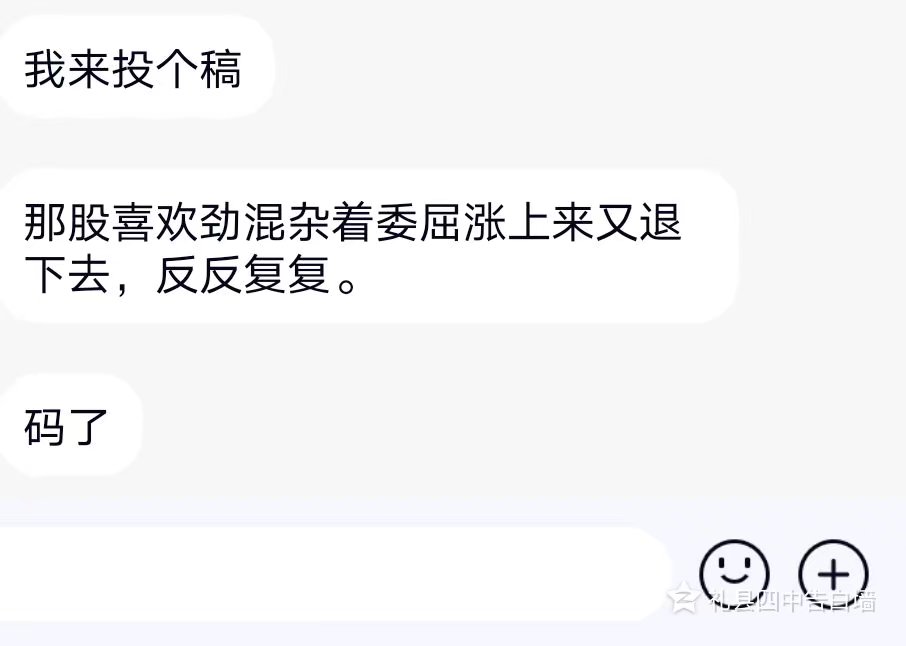 我来投个稿
那股喜欢劲混杂着委屈涨上来又退
下去，反反复复。
码了
礼县四中告白墙